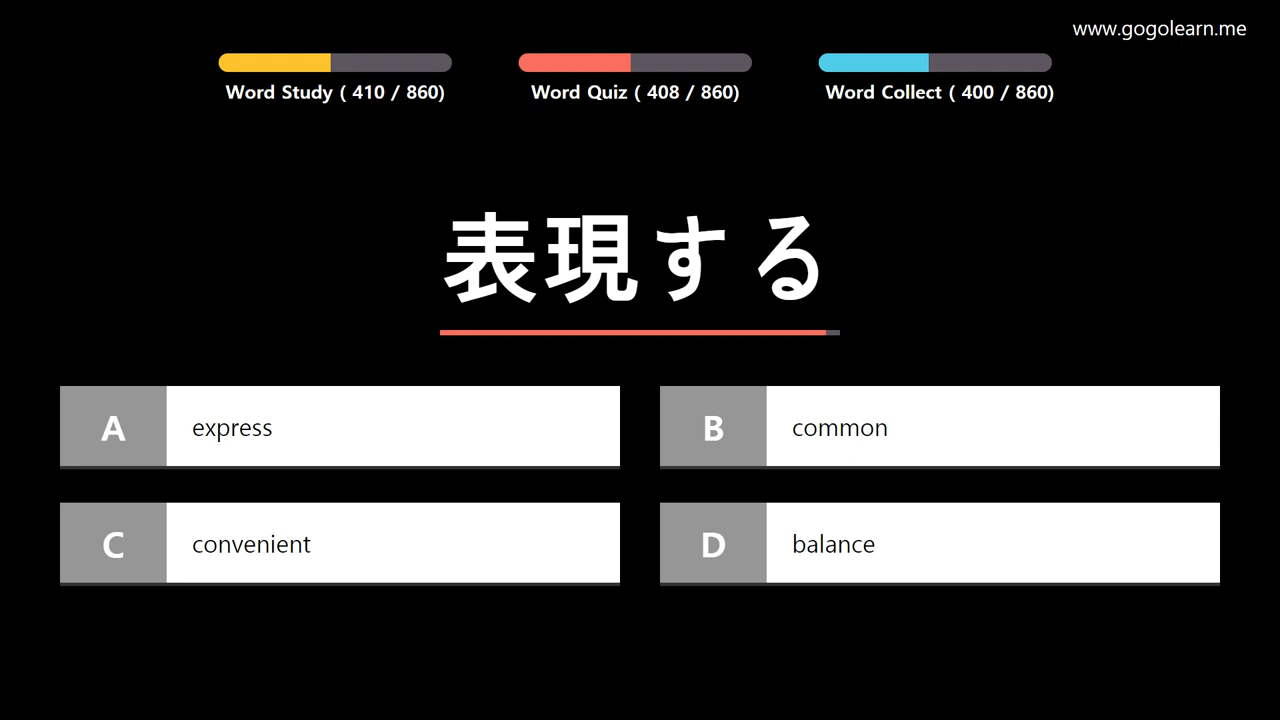 www.gogolearn.me
Word Study ( 410 / 860)
Word Quiz ( 408 / 860)
Word Collect ( 400 / 860)
表現する
A express
B common
C convenient
D balance